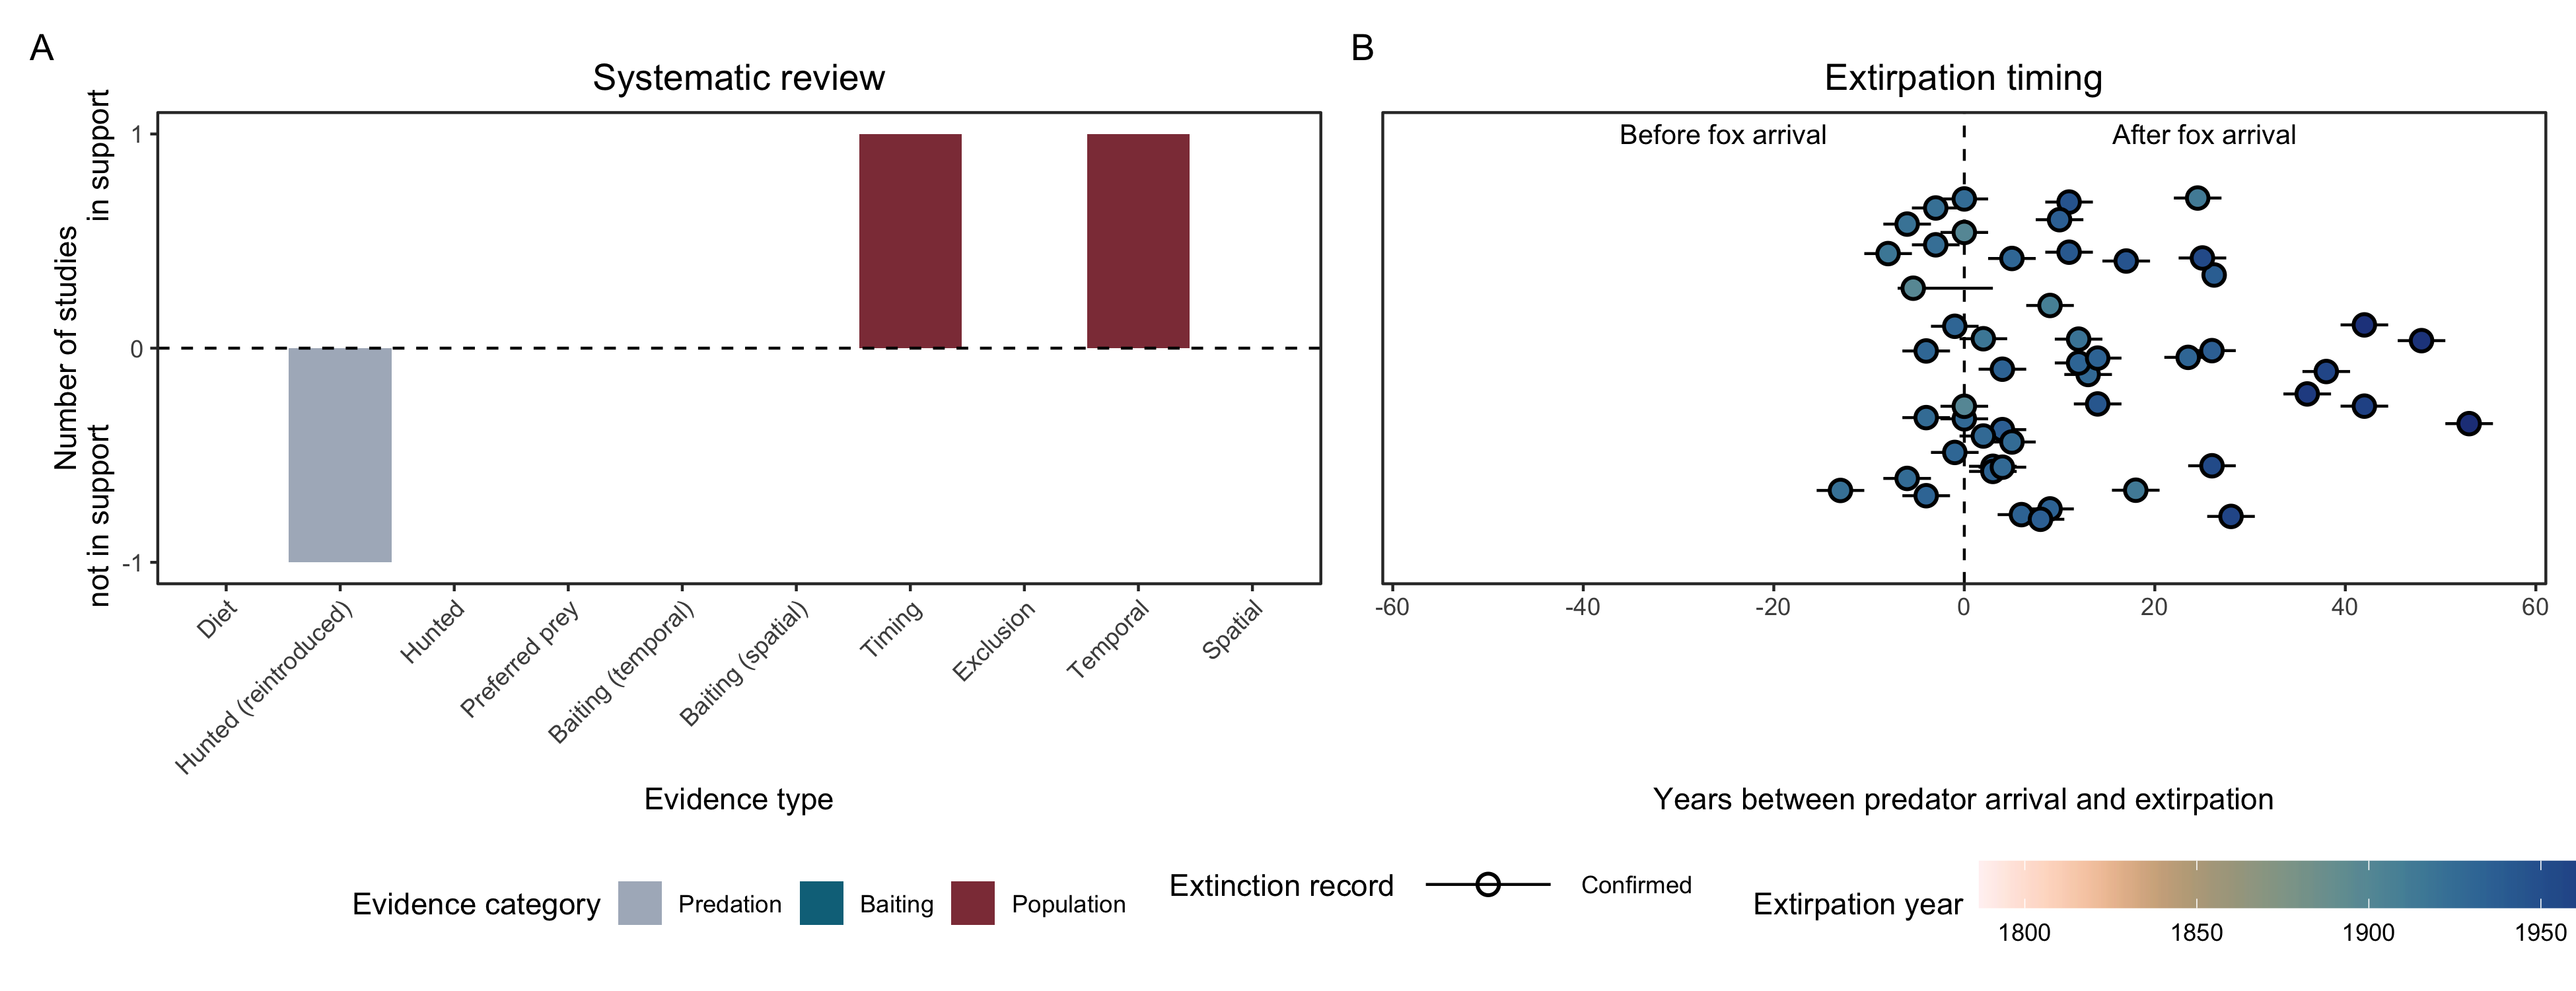 A
Systematic review
Number of studies
not in support
in support
1
0
-1
Diet
Hunted (reintroduced)
Hunted
Preferred prey
Baiting (temporal)
Baiting (spatial)
Timing
Exclusion
Temporal
Spatial
Evidence type
B
Extirpation timing
Before fox arrival
After fox arrival
-60
-40
-20
0
20
40
60
Years between predator arrival and extirpation
Evidence category
Predation
Baiting
Population
Extinction record
Confirmed
Extirpation year
1800
1850
1900
1950